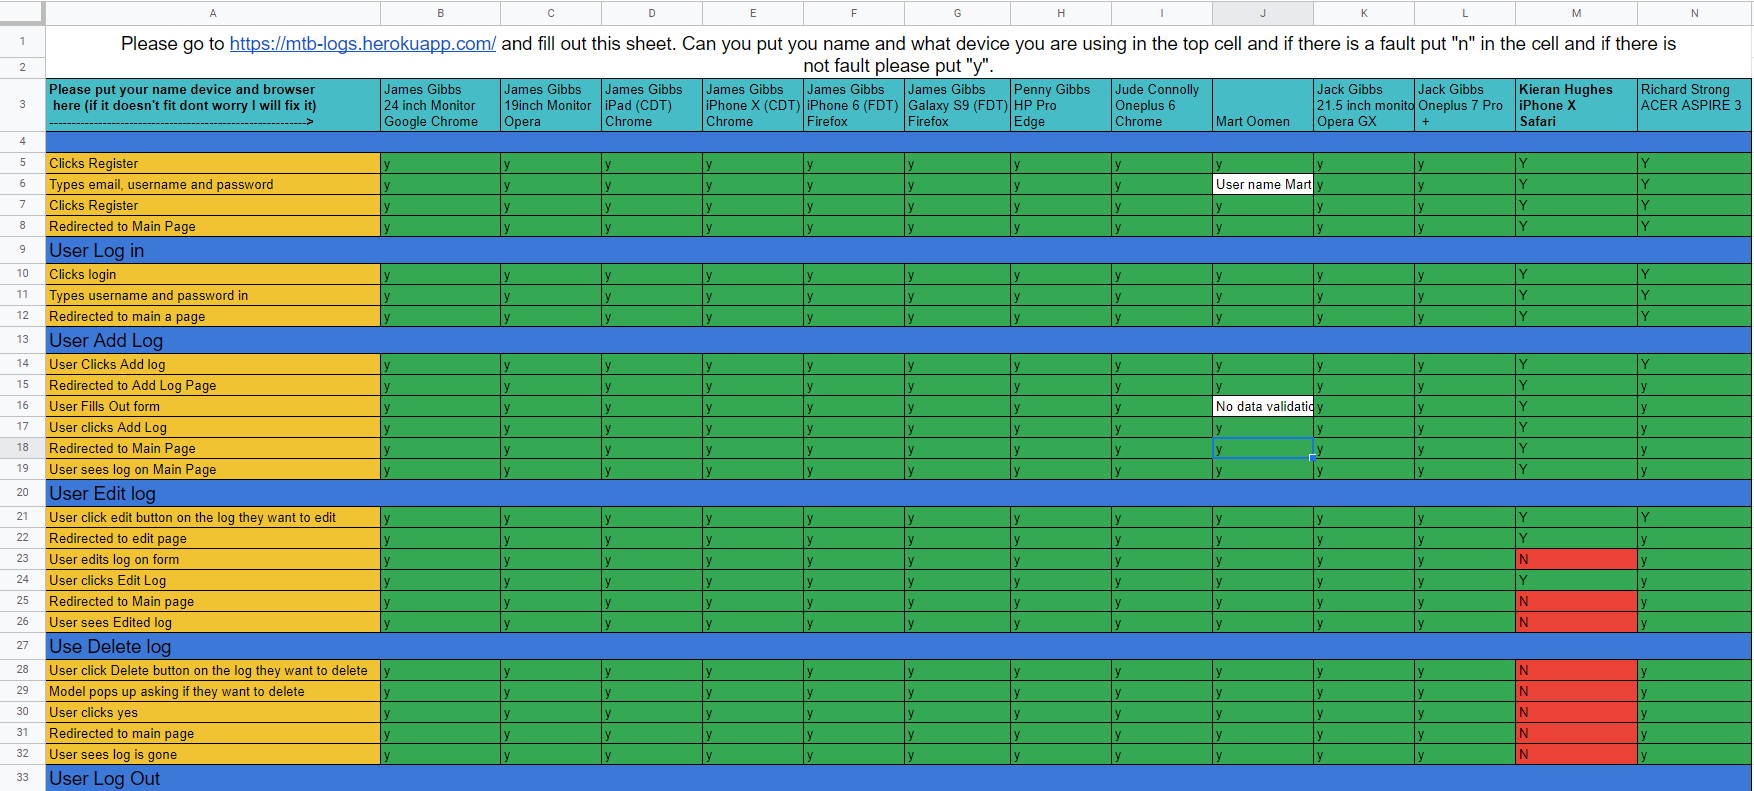 A B C D E F G H I J K L M N
1 Please go to https://mtb-logs.herokuapp.com/ and fill out this sheet. Can you put you name and what device you are using in the top cell and if there is a fault put "n" in the cell and if there is
2 not fault please put "y".
Please put your name device and browser James Gibbs James Gibbs James Gibbs James Gibbs James Gibbs James Gibbs Penny Gibbs Jude Connolly Jack Gibbs Jack Gibbs Kieran Hughes Richard Strong
3 here (if it doesn't fit dont worry I will fix it) 24 inch Monitor 19inch Monitor iPad (CDT) iPhone X (CDT) iPhone 6 (FDT) Galaxy S9 (FDT) HP Pro Oneplus 6 21.5 inch monito Oneplus 7 Pro iPhone X ACER ASPIRE 3
-----------------------------------------------------------------> Google Chrome Opera Chrome Chrome Firefox Firefox Edge Chrome Mart Oomen Opera GX + Safari
4
5 Clicks Register y y y y y y y y y y y Y Y
6 Types email, username and password y y y y y y y y User name Mart y y Y Y
7 Clicks Register y y y y y y y y y y y Y Y
8 Redirected to Main Page y y y y y y y y y y y Y Y
9 User Log in
10 Clicks login y y y y y y y y y y y Y Y
11 Types username and password in y y y y y y y y y y y Y Y
12 Redirected to main a page y y y y y y y y y y y Y Y
13 User Add Log
14 User Clicks Add log y y y y y y y y y y y Y Y
15 Redirected to Add Log Page y y y y y y y y y y y Y y
16 User Fills Out form y y y y y y y y No data validatio y y Y y
17 User clicks Add Log y y y y y y y y y y y Y y
18 Redirected to Main Page y y y y y y y y y y y Y y
19 User sees log on Main Page y y y y y y y y y y y Y y
20 User Edit log
21 User click edit button on the log they want to edit y y y y y y y y y y y Y Y
22 Redirected to edit page y y y y y y y y y y y Y y
23 User edits log on form y y y y y y y y y y y N y
24 User clicks Edit Log y y y y y y y y y y y Y y
25 Redirected to Main page y y y y y y y y y y y N y
26 User sees Edited log y y y y y y y y y y y N y
27 Use Delete log
28 User click Delete button on the log they want to delete y y y y y y y y y y y N y
29 Model pops up asking if they want to delete y y y y y y y y y y y N y
30 User clicks yes y y y y y y y y y y y N y
31 Redirected to main page y y y y y y y y y y y N y
32 User sees log is gone y y y y y y y y y y y N y
33 User Log Out